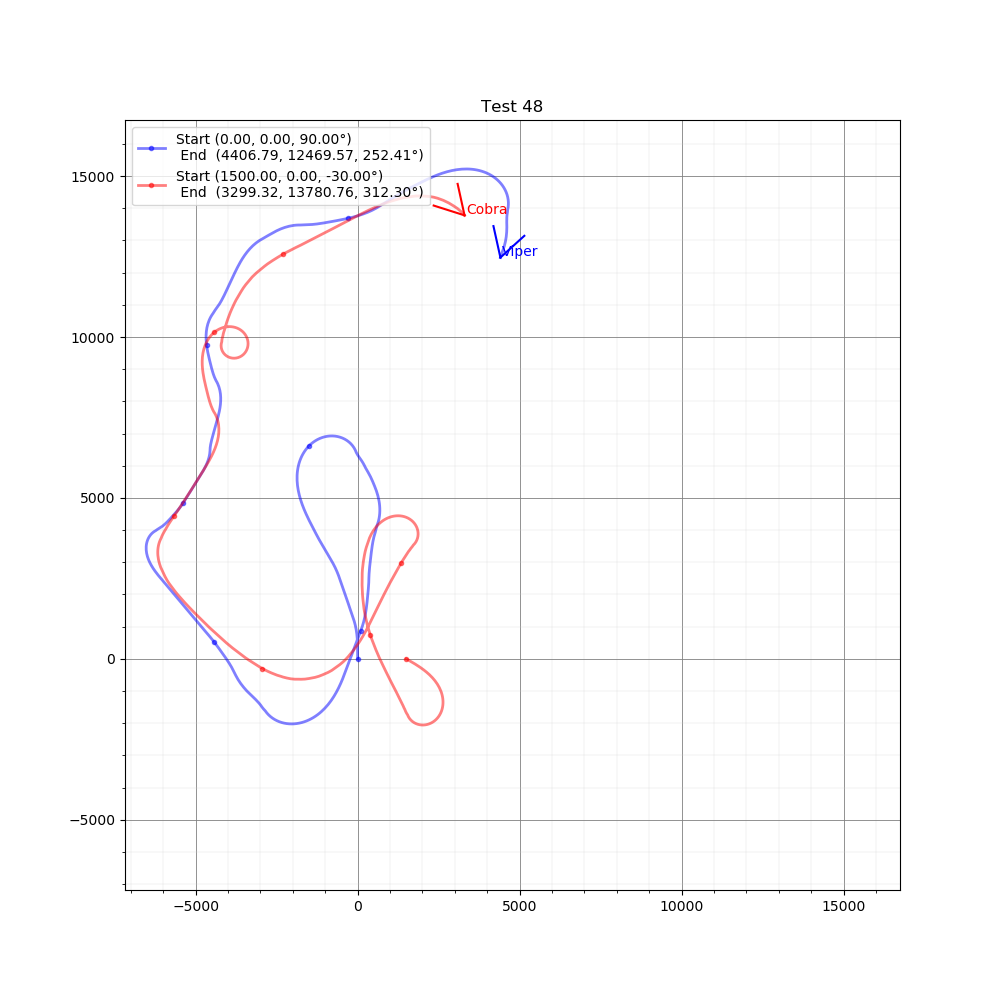 Test 48
Start (0.00, 0.00, 90.00°)
End  (4406.79, 12469.57, 252.41°)
Start (1500.00, 0.00, -30.00°)
End  (3299.32, 13780.76, 312.30°)
Cobra
Viper
15000
10000
5000
0
−5000
−5000
0
5000
10000
15000